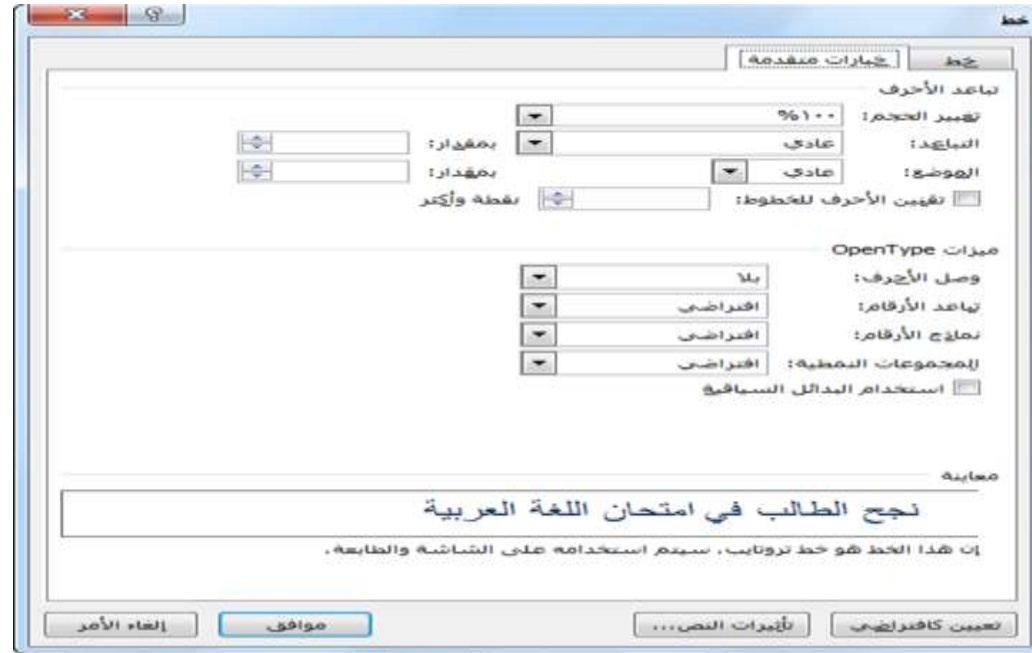 خط
خط خيارات متقدمة
تباعد الأحرف
تغيير الحجم: ١٠٠%
التباعد: عادي بمقدار:
الموضع: عادي بمقدار:
تقنين الأحرف للخطوط: نقطة وأكثر
ميزات OpenType
وصل الأحرف: بلا
تباعد الأرقام: افتراضي
نماذج الأرقام: افتراضي
المجموعات النمطية: افتراضي
استخدام البدائل السياقية
معاينة
نجح الطالب في امتحان اللغة العربية
إن هذا الخط هو خط تروتايب، سيتم استخدامه على الشاشة والطابعة.
تعيين كافتراضي تأثيرات النص... موافق إلغاء الأمر